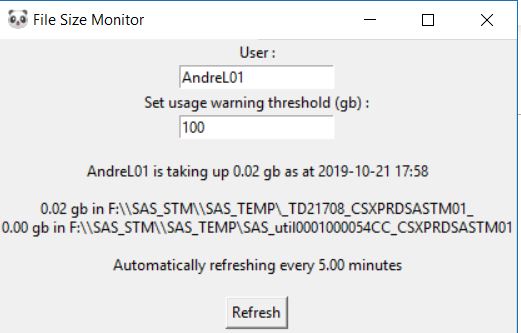 File Size Monitor
User :
AndreL01
Set usage warning threshold (gb) :
100
AndreL01 is taking up 0.02 gb as at 2019-10-21 17:58
0.02 gb in F:\\SAS_STM\\SAS_TEMP\_TD21708_CSXPRDSASTM01_
0.00 gb in F:\\SAS_STM\\SAS_TEMP\SAS_util0001000054CC_CSXPRDSASTM01
Automatically refreshing every 5.00 minutes
Refresh